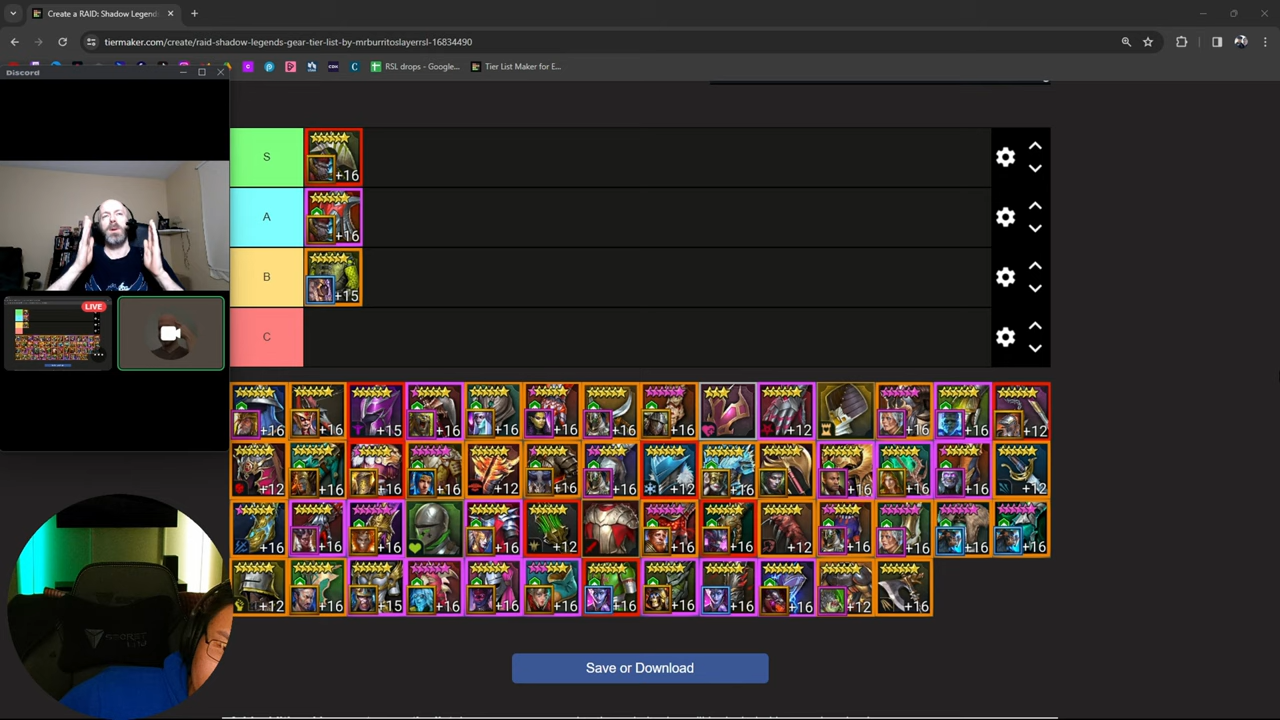 Create a RAID: Shadow Legend
tiermaker.com/create/raid-shadow-legends-gear-tier-list-by-mrburritoslayerrsl-16834490
RSL drops - Google...
Tier List Maker for E...
Discord
S
+16
A
+16
B
+15
C
LIVE
+16 +16 +15 +16 +16 +16 +16 +16 +12 +16 +16 +12
+12 +16 +16 +16 +12 +16 +16 +12 +16 +16 +16 +16 +16 +12
+16 +16 +16 +16 +12 +16 +16 +12 +16 +16 +16 +16
+12 +16 +15 +16 +16 +16 +16 +16 +16 +16 +12 +16
Save or Download